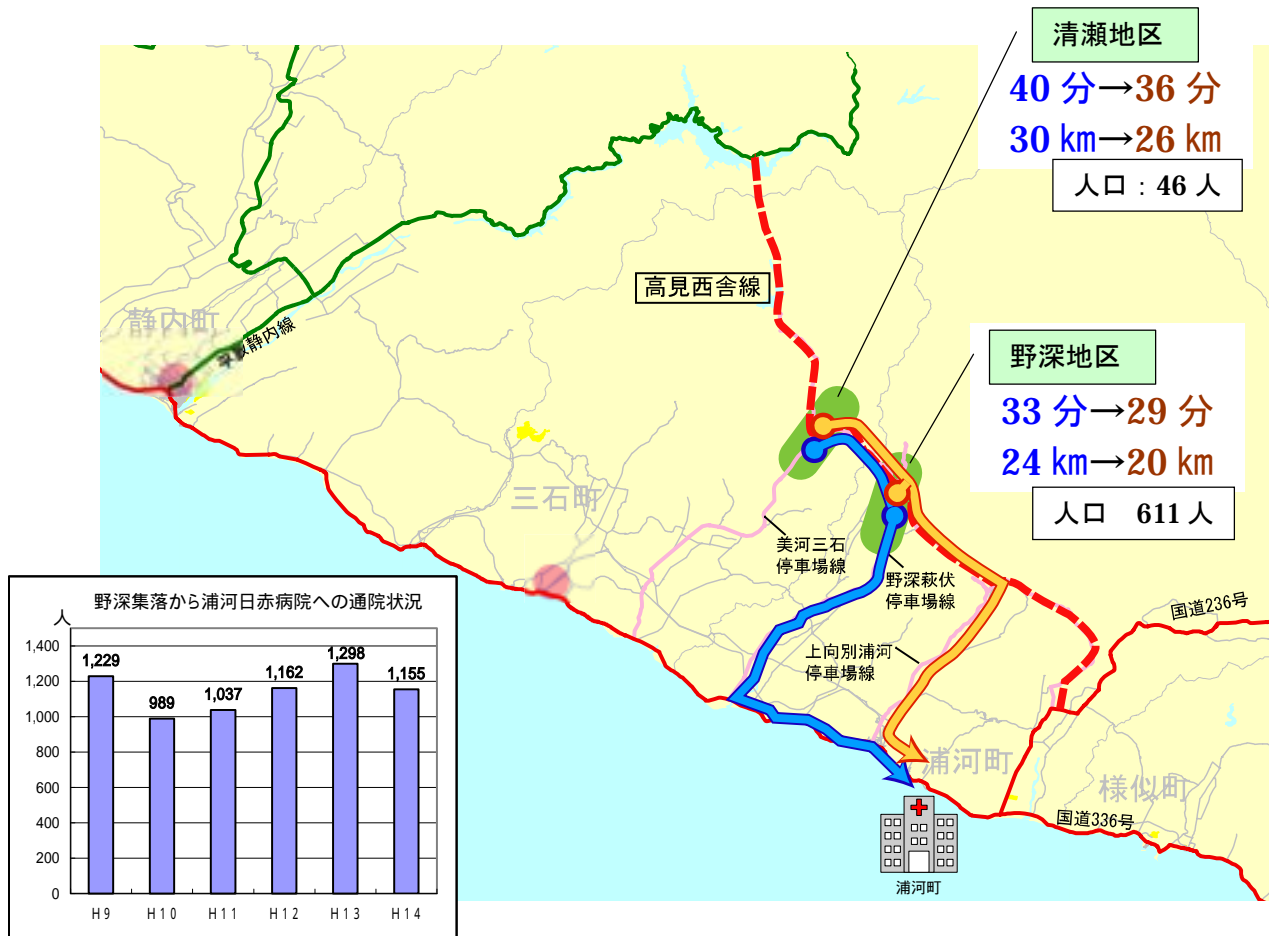 清瀬地区
40 分→36 分
30 ㎞→26 ㎞
人口：46 人
高見西舎線
静内町
静内線
野深地区
33 分→29 分
24 ㎞→20 ㎞
人口 611 人
三石町
美河三石
停車場線
野深萩伏
停車場線
上向別浦河
停車場線
国道236号
浦河町
様似町
国道336号
浦河町
野深集落から浦河日赤病院への通院状況
人
1,400
1,200
1,000
800
600
400
200
0
1,229
989
1,037
1,162
1,298
1,155
H9
H10
H11
H12
H13
H14